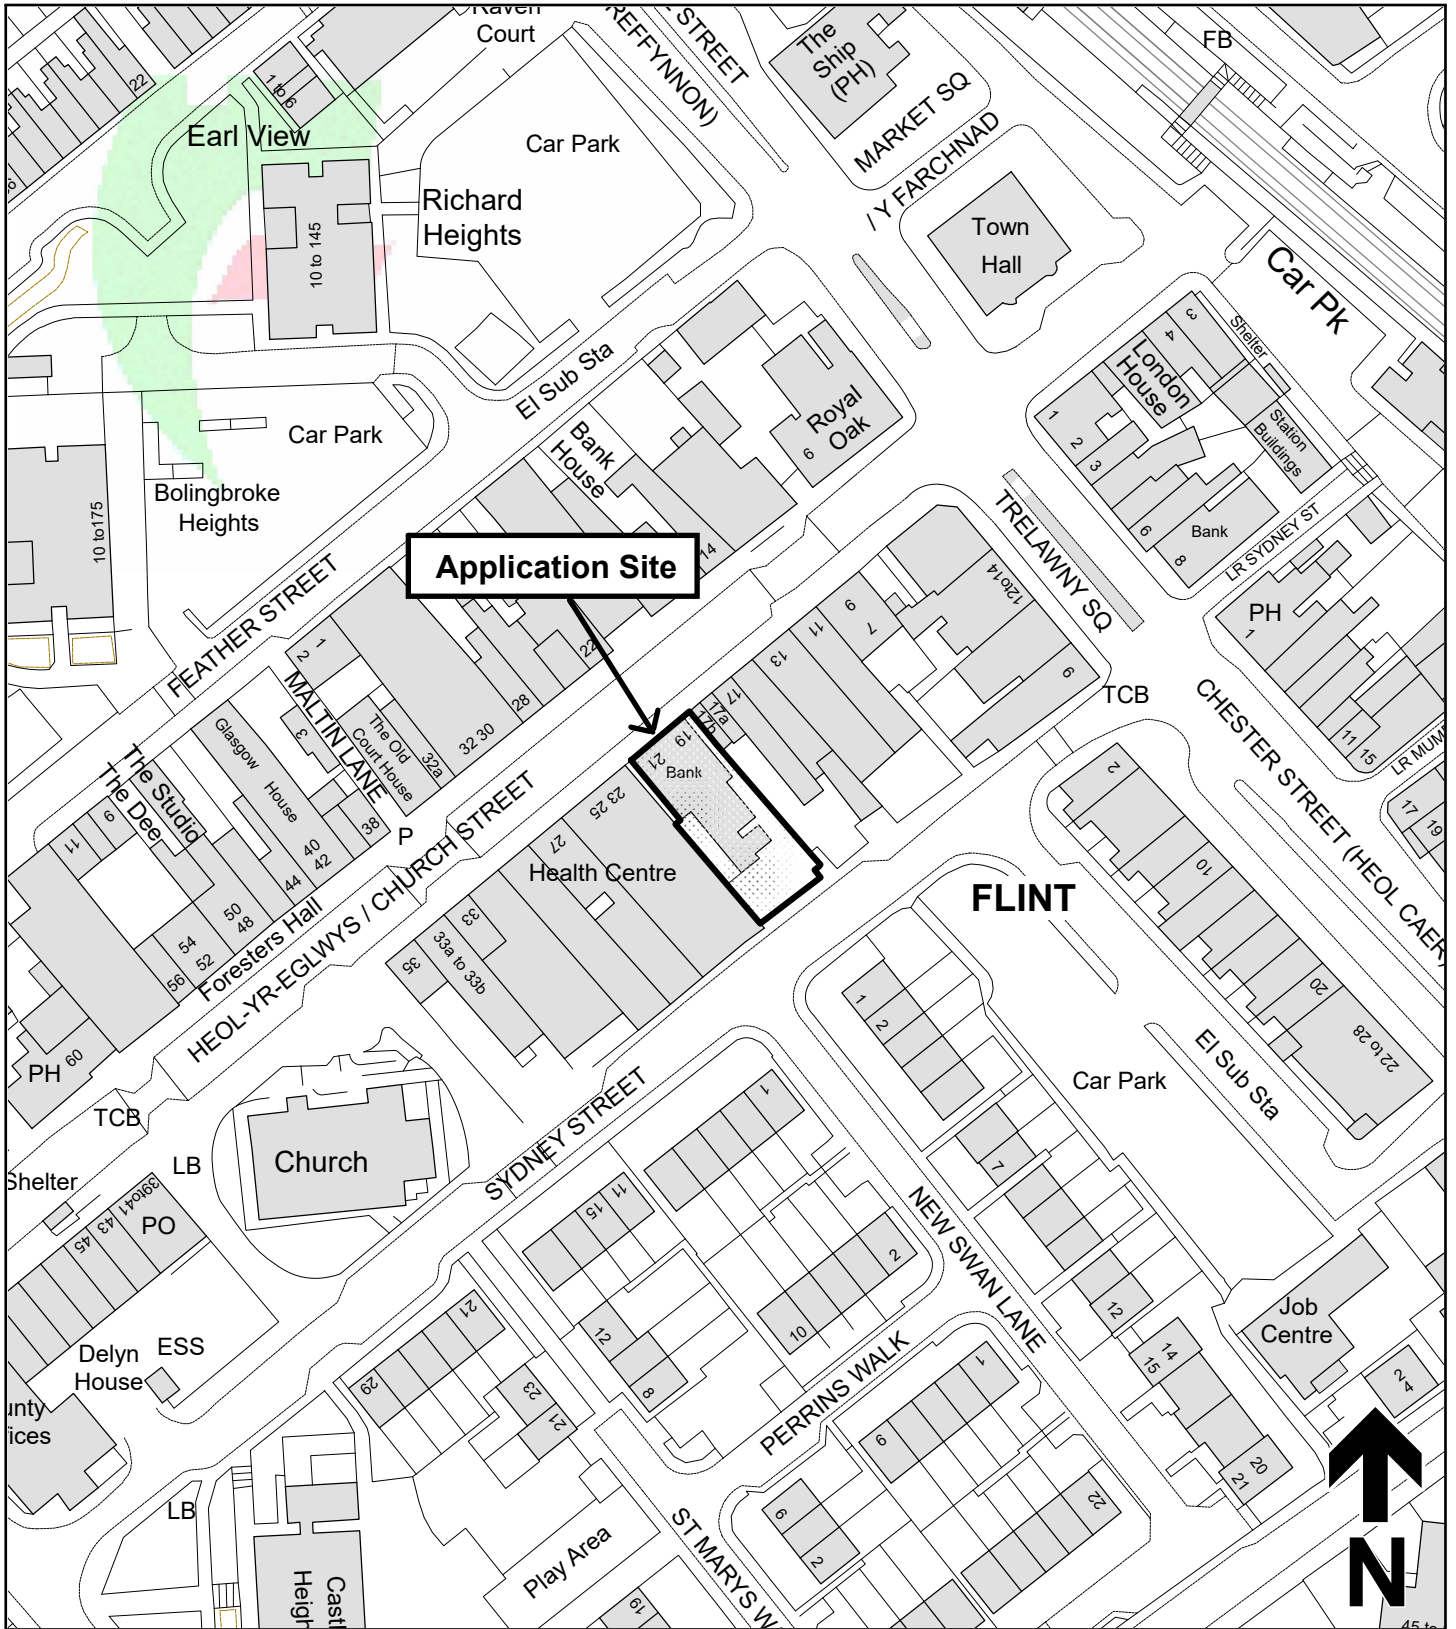 Raven
Court
STREET
REFFYNNON)
The
Ship
(PH)
FB
22
1 to 6
Earl View
Car Park
MARKET SQ
/ Y FARCHNAD
Richard
Heights
10 to 145
Town
Hall
Car Pk
El Sub Sta
3
4
Shelter
London
House
Station
Buildings
1
2
3
6
8
Bank
LR SYDNEY ST
Royal
Oak
9
Bank
House
Car Park
Bolingbroke
Heights
10 to175
TRELAWNY SQ
Application Site
14
12to14
FEATHER STREET
1
2
MALTIN LANE
The Old
Court House
3
32a
32 30
28
22
9
7
11
13
17
17a
17b
19
21
Bank
9
TCB
PH
1
CHESTER STREET (HEOL CAER)
11
15
LR MUM
17
19
Glasgow
House
The Studio
The Dee
9
11
38
P
40
42
44
50
48
54
52
56
Foresters Hall
HEOL-YR-EGLWYS / CHURCH STREET
23 25
27
Health Centre
33
33a to 33b
35
FLINT
2
10
20
22 to 28
PH
60
TCB
Church
LB
Shelter
39to41
43
45
PO
SYDNEY STREET
1
2
Car Park
El Sub Sta
7
1
11
15
2
10
NEW SWAN LANE
12
12
8
14
15
Job
Centre
2
4
Delyn
House
ESS
unty
ices
21
29
23
21
PERRINS WALK
1
9
20
21
22
LB
Play Area
ST MARYS W
9
2
19
Castl
Heigh
N
45 to